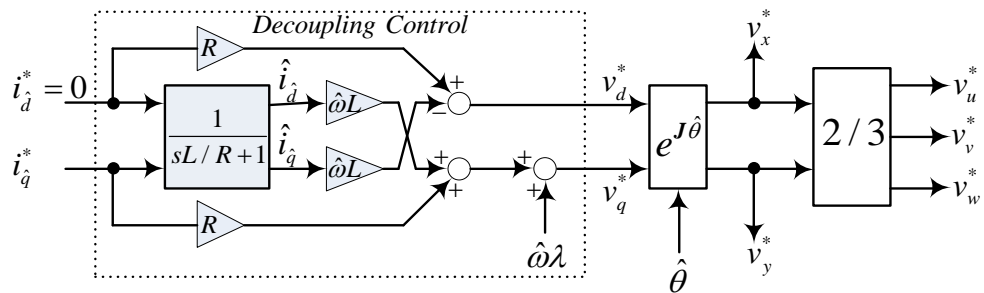 Decoupling Control
R
i*_d̂ = 0
î_d̂
ω̂L
+
−
v*_d
v*_x
v*_u
1
sL / R + 1
e^{Jθ̂}
2 / 3
v*_v
i*_q̂
î_q̂
ω̂L
+
+
+
+
v*_q
v*_w
R
ω̂λ
θ̂
v*_y